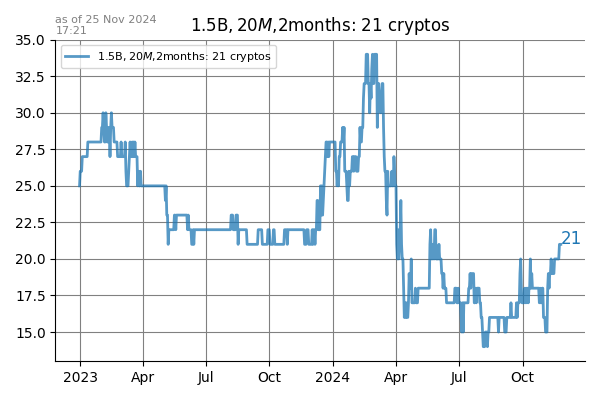 as of 25 Nov 2024
17:21
1.5B, 20M,2months: 21 cryptos
1.5B, 20M,2months: 21 cryptos
35.0
32.5
30.0
27.5
25.0
22.5
20.0
17.5
15.0
21
2023
Apr
Jul
Oct
2024
Apr
Jul
Oct